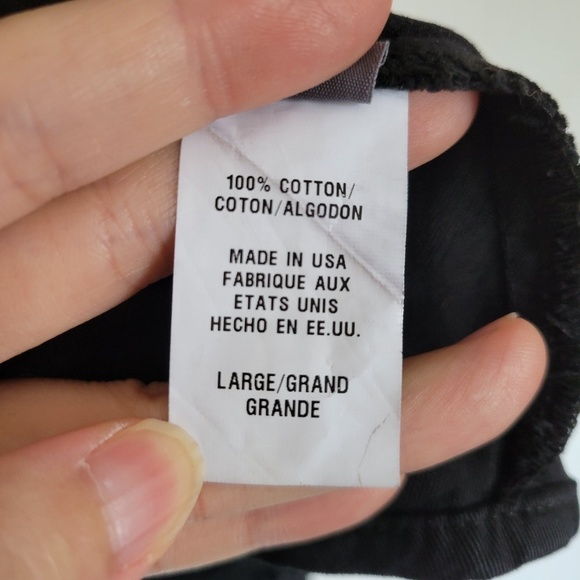 100% COTTON/
COTON/ALGODON
MADE IN USA
FABRIQUE AUX
ETATS UNIS
HECHO EN EE.UU.
LARGE/GRAND
GRANDE